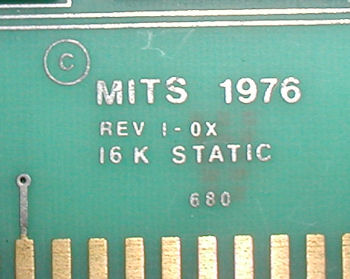 © MITS 1976
REV 1-0X
16K STATIC
680